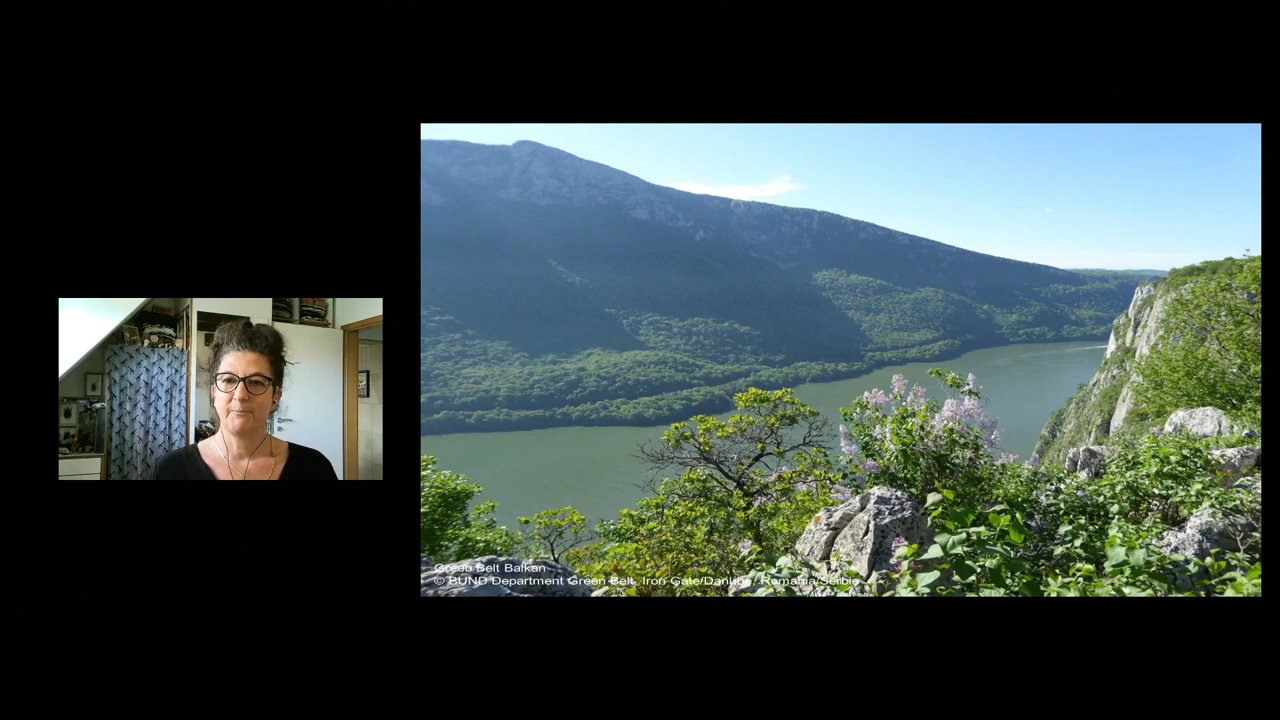 Green Belt Balkan
© BUND Department Green Belt, Iron Gate/Danube/ Romania/Serbia